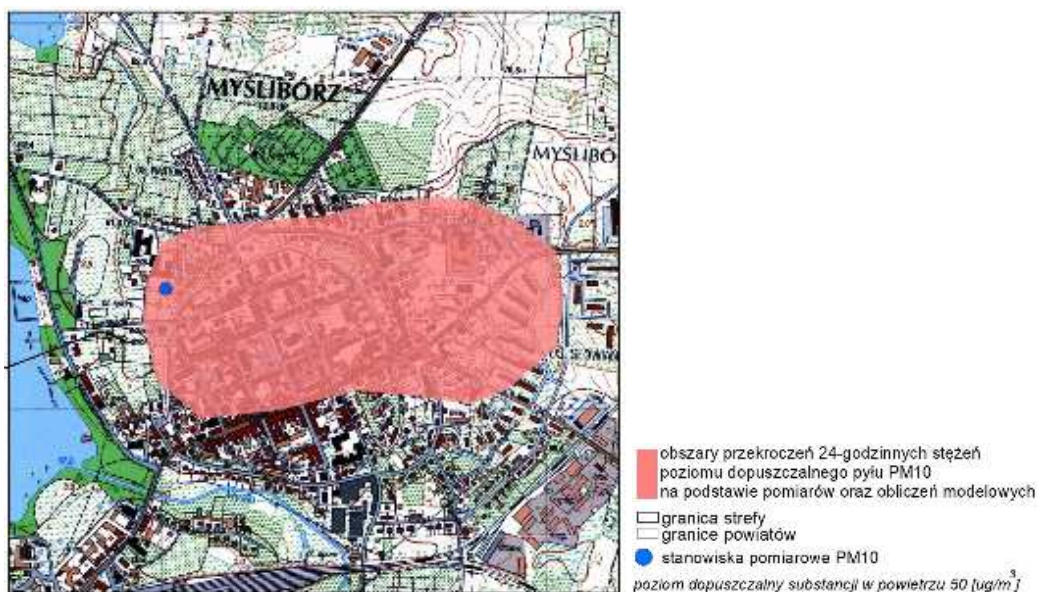 MYŚLIBÓRZ
MYŚLIBÓ
obszary przekroczeń 24-godzinnych stężeń
poziomu dopuszczalnego pyłu PM10
na podstawie pomiarów oraz obliczeń modelowych
granica strefy
granice powiatów
stanowiska pomiarowe PM10
poziom dopuszczalny substancji w powietrzu 50 [ug/m³]